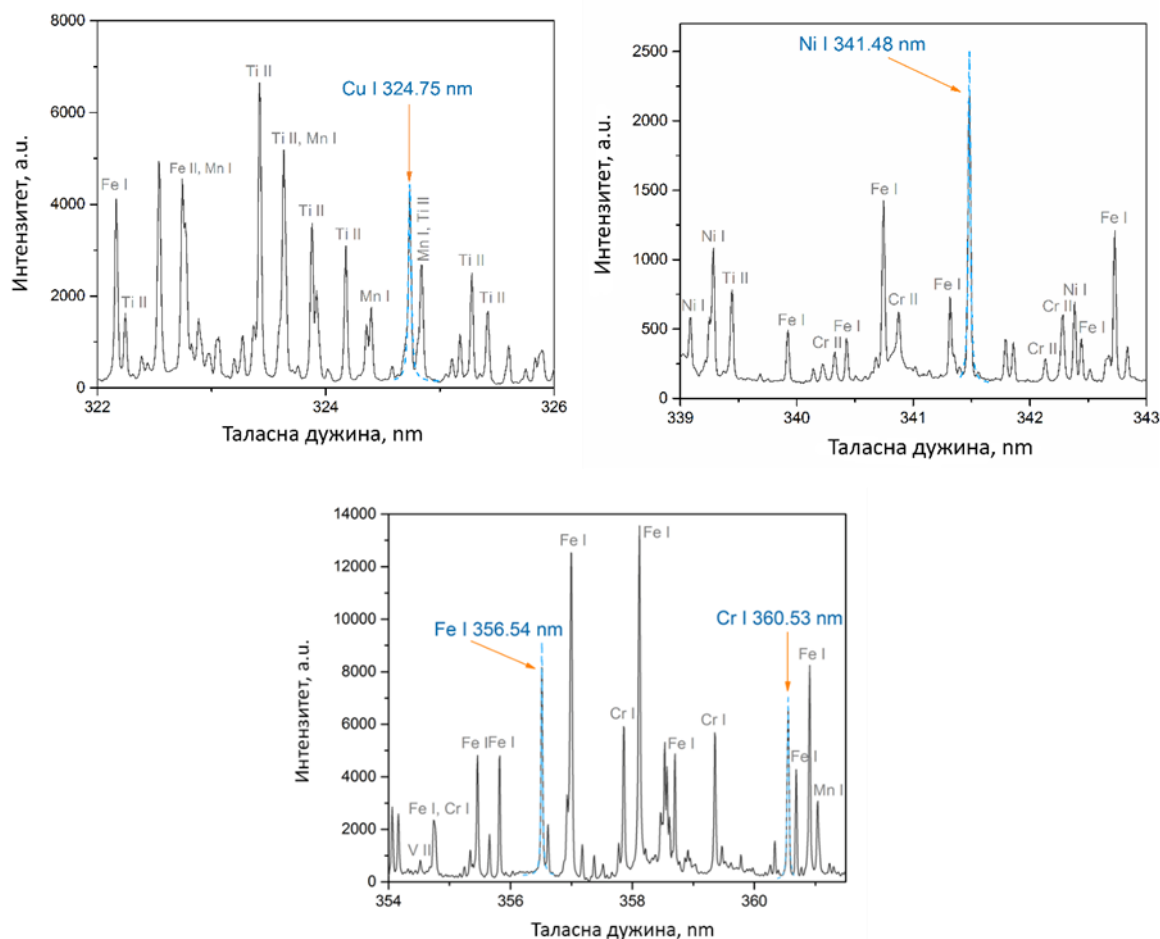 8000
6000
4000
2000
0
Интензитет, a.u.
Fe I
Ti II
Fe II, Mn I
Ti II
Ti II, Mn I
Ti II
Ti II
Mn I
Cu I 324.75 nm
Mn I, Ti II
Ti II
Ti II
322
324
326
Таласна дужина, nm
2500
2000
1500
1000
500
0
Интензитет, a.u.
Ni I 341.48 nm
Ni I
Ni I
Ti II
Fe I
Cr II
Fe I
Fe I
Cr II
Fe I
Cr II
Cr II
Ni I
Fe I
Fe I
339
340
341
342
343
Таласна дужина, nm
14000
12000
10000
8000
6000
4000
2000
0
Интензитет, a.u.
V II
Fe I, Cr I
Fe I
Fe I
Fe I 356.54 nm
Fe I
Cr I
Fe I
Fe I
Cr I
Cr I 360.53 nm
Fe I
Fe I
Mn I
354
356
358
360
Таласна дужина, nm